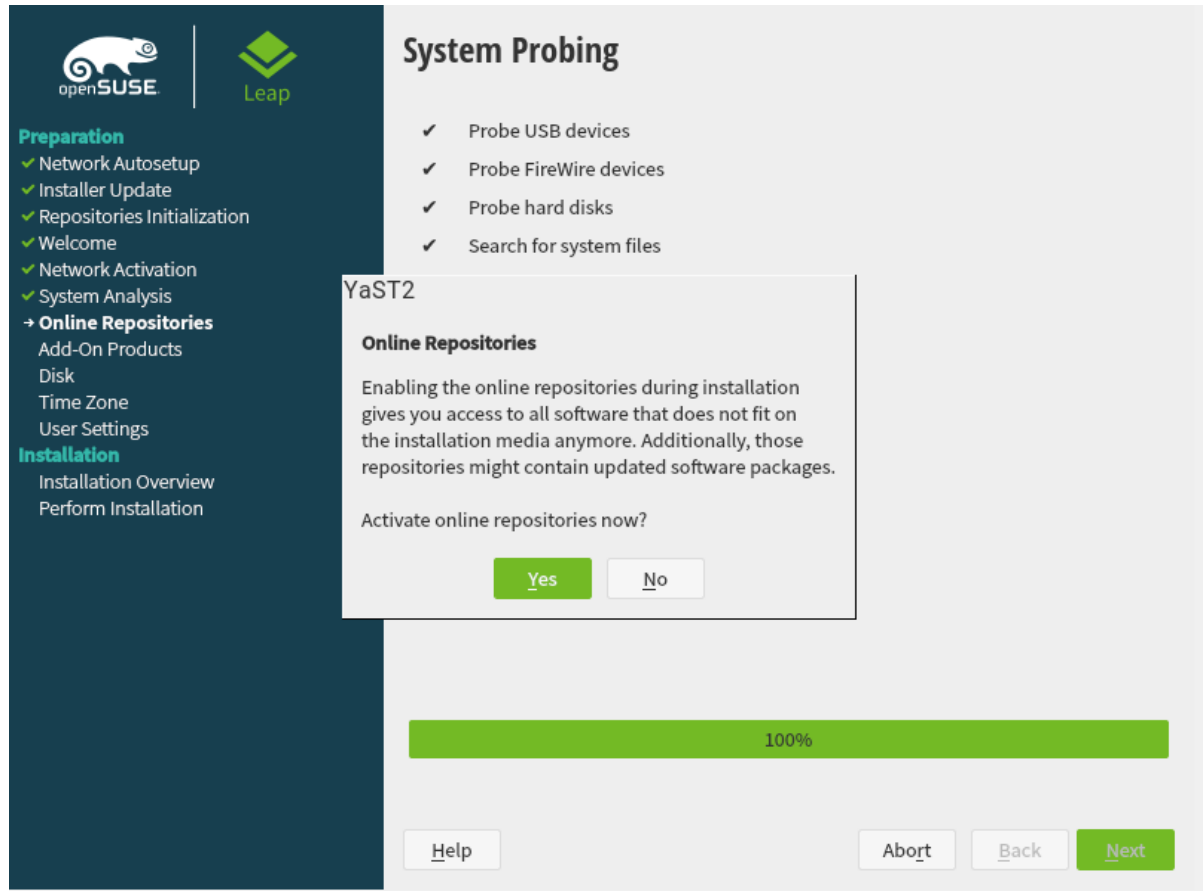 openSUSE.
Leap
Preparation
Network Autosetup
Installer Update
Repositories Initialization
Welcome
Network Activation
System Analysis
Online Repositories
Add-On Products
Disk
Time Zone
User Settings
Installation
Installation Overview
Perform Installation
System Probing
✔ Probe USB devices
✔ Probe FireWire devices
✔ Probe hard disks
✔ Search for system files
YaST2
Online Repositories
Enabling the online repositories during installation
gives you access to all software that does not fit on
the installation media anymore. Additionally, those
repositories might contain updated software packages.
Activate online repositories now?
Yes No
100%
Help Abort Back Next